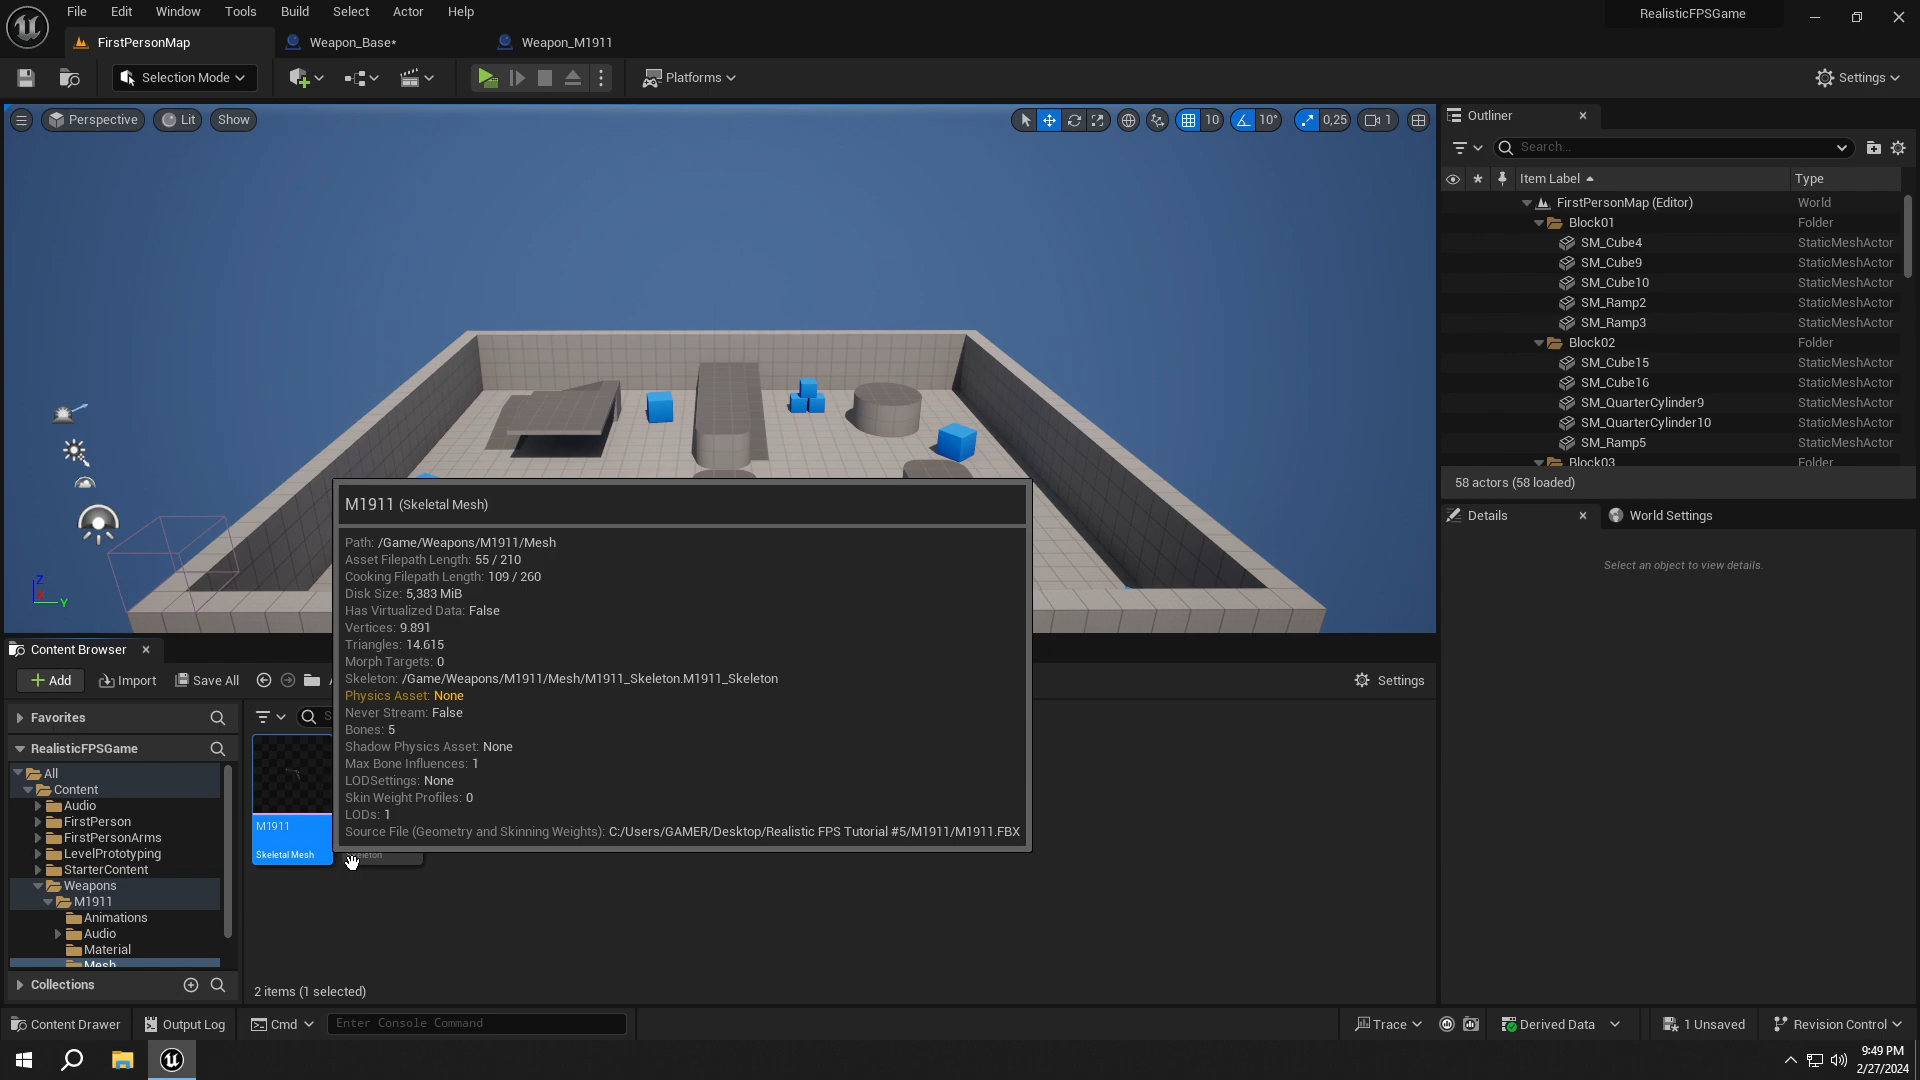 File Edit Window Tools Build Select Actor Help
RealisticFPSGame
FirstPersonMap
Weapon_Base*
Weapon_M1911
Selection Mode
Platforms
Settings
Perspective
Lit
Show
10
10°
0,25
1
Outliner
Search...
Item Label
Type
FirstPersonMap (Editor) World
Block01 Folder
SM_Cube4 StaticMeshActor
SM_Cube9 StaticMeshActor
SM_Cube10 StaticMeshActor
SM_Ramp2 StaticMeshActor
SM_Ramp3 StaticMeshActor
Block02 Folder
SM_Cube15 StaticMeshActor
SM_Cube16 StaticMeshActor
SM_QuarterCylinder9 StaticMeshActor
SM_QuarterCylinder10 StaticMeshActor
SM_Ramp5 StaticMeshActor
Block03 Folder
58 actors (58 loaded)
Details
World Settings
Select an object to view details.
Z
Y
M1911 (Skeletal Mesh)
Path: /Game/Weapons/M1911/Mesh
Asset Filepath Length: 55 / 210
Cooking Filepath Length: 109 / 260
Disk Size: 5,383 MiB
Has Virtualized Data: False
Vertices: 9.891
Triangles: 14.615
Morph Targets: 0
Skeleton: /Game/Weapons/M1911/Mesh/M1911_Skeleton.M1911_Skeleton
Physics Asset: None
Never Stream: False
Bones: 5
Shadow Physics Asset: None
Max Bone Influences: 1
LODSettings: None
Skin Weight Profiles: 0
LODs: 1
Source File (Geometry and Skinning Weights): C:/Users/GAMER/Desktop/Realistic FPS Tutorial #5/M1911/M1911.FBX
Content Browser
Add
Import
Save All
Settings
Favorites
RealisticFPSGame
All
Content
Audio
FirstPerson
FirstPersonArms
LevelPrototyping
StarterContent
Weapons
M1911
Animations
Audio
Material
Mesh
Collections
M1911
Skeletal Mesh
2 items (1 selected)
Content Drawer
Output Log
Cmd
Enter Console Command
Trace
Derived Data
1 Unsaved
Revision Control
9:49 PM
2/27/2024